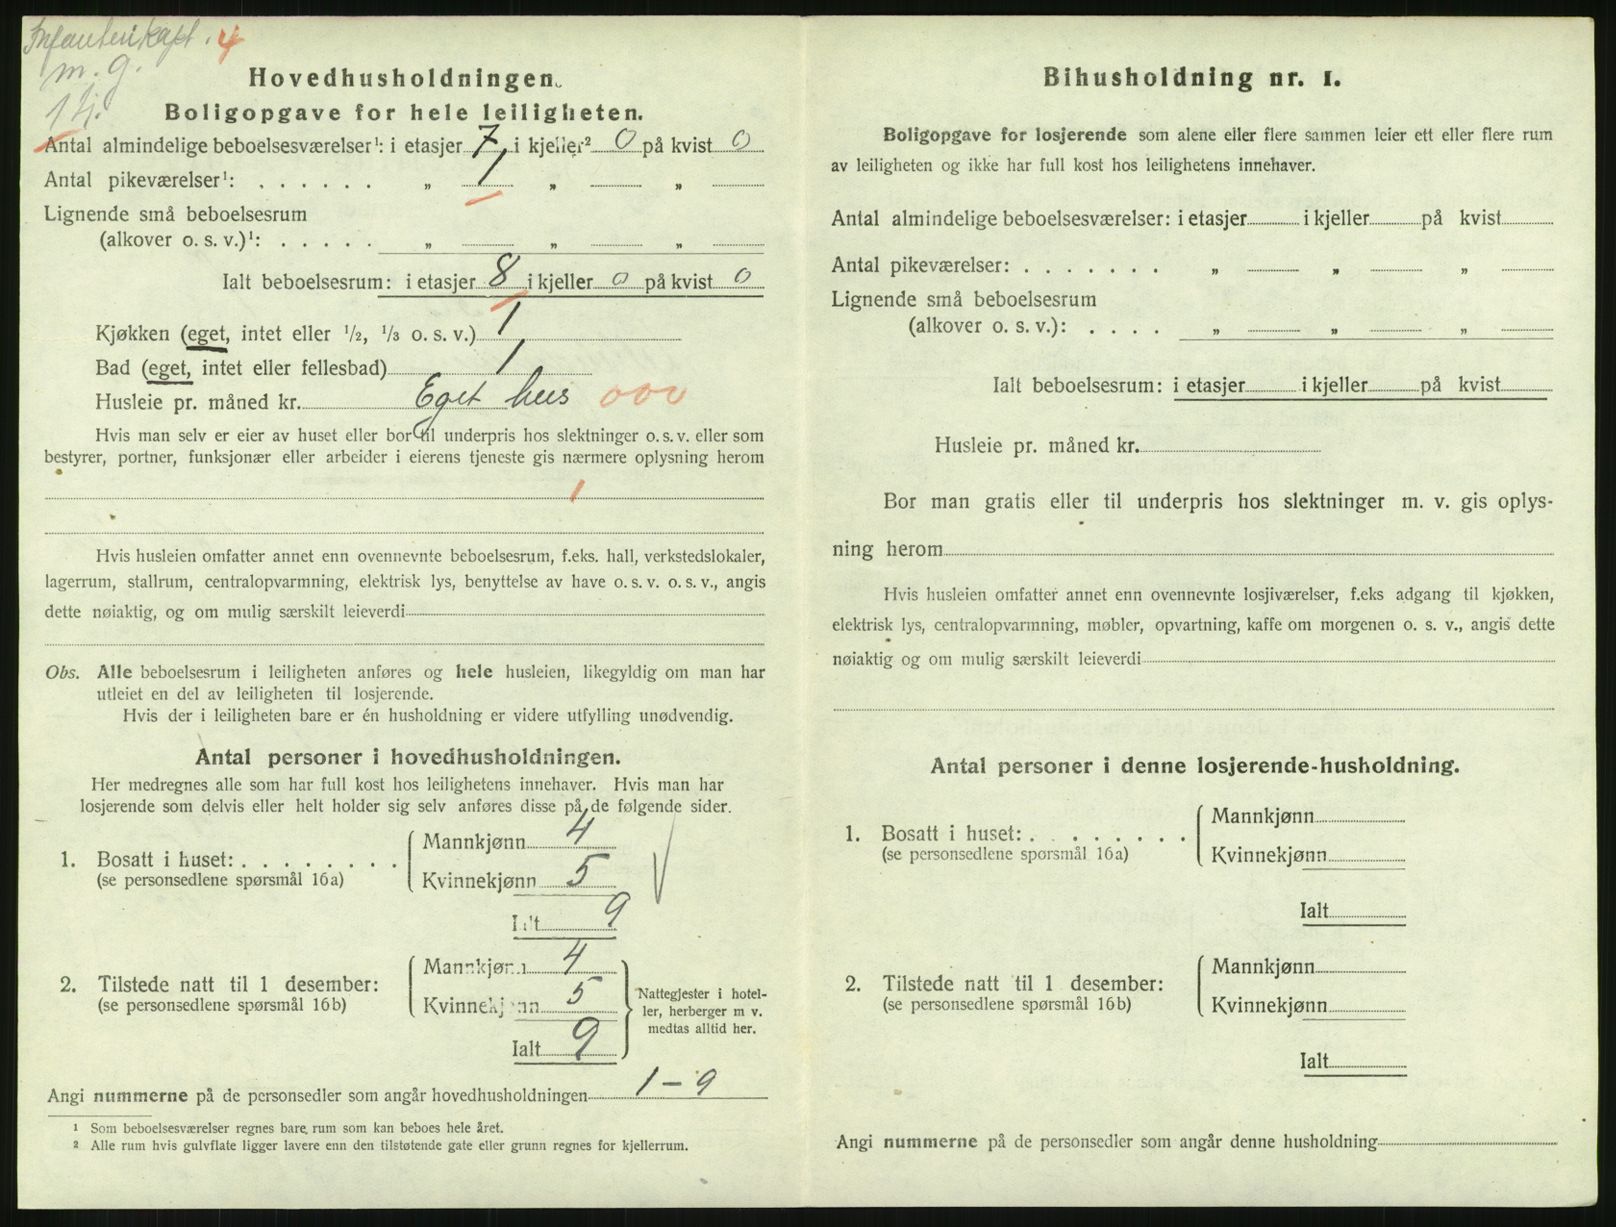 Infanterikapt. 4
m. g.
1 tj.
Hovedhusholdningen.
Boligopgave for hele leiligheten.
Antal almindelige beboelsesværelser¹: i etasjer 7 i kjeller² 0 på kvist 0
Antal pikeværelser¹: . . . . . . „ 1 „ „
Lignende små beboelsesrum
(alkover o. s. v.)¹: . . . . . „ „ „
Ialt beboelsesrum: i etasjer 8 i kjeller 0 på kvist 0
Kjøkken (eget, intet eller ½, ⅓ o. s. v.) 1
Bad (eget, intet eller fellesbad) 1
Husleie pr. måned kr. Eget hus 000
Hvis man selv er eier av huset eller bor til underpris hos slektninger o. s. v. eller som
bestyrer, portner, funksjonær eller arbeider i eierens tjeneste gis nærmere oplysning herom
1
Hvis husleien omfatter annet enn ovennevnte beboelsesrum, f.eks. hall, verkstedslokaler,
lagerrum, stallrum, centralopvarmning, elektrisk lys, benyttelse av have o. s. v. o. s. v., angis
dette nøiaktig, og om mulig særskilt leieverdi
Obs. Alle beboelsesrum i leiligheten anføres og hele husleien, likegyldig om man har
utleiet en del av leiligheten til losjerende.
Hvis der i leiligheten bare er én husholdning er videre utfylling unødvendig.
Antal personer i hovedhusholdningen.
Her medregnes alle som har full kost hos leilighetens innehaver. Hvis man har
losjerende som delvis eller helt holder sig selv anføres disse på de følgende sider.
1. Bosatt i huset: . . . . . . . .
(se personsedlene spørsmål 16a)
Mannkjønn 4
Kvinnekjønn 5
Ialt 9
2. Tilstede natt til 1 desember:
(se personsedlene spørsmål 16b)
Mannkjønn 4
Kvinnekjønn 5
Ialt 9
Nattegjester i hotel-
ler, herberger m v.
medtas alltid her.
Angi nummerne på de personsedler som angår hovedhusholdningen 1 – 9
¹ Som beboelsesværelser regnes bare rum som kan beboes hele året.
² Alle rum hvis gulvflate ligger lavere enn den tilstøtende gate eller grunn regnes for kjellerrum.
Bihusholdning nr. 1.
Boligopgave for losjerende som alene eller flere sammen leier ett eller flere rum
av leiligheten og ikke har full kost hos leilighetens innehaver.
Antal almindelige beboelsesværelser: i etasjer i kjeller på kvist
Antal pikeværelser: . . . . . . . „ „ „
Lignende små beboelsesrum
(alkover o. s. v.): . . . . „ „ „
Ialt beboelsesrum: i etasjer i kjeller på kvist
Husleie pr. måned kr.
Bor man gratis eller til underpris hos slektninger m. v. gis oplys-
ning herom
Hvis husleien omfatter annet enn ovennevnte losjiværelser, f.eks adgang til kjøkken,
elektrisk lys, centralopvarmning, møbler, opvartning, kaffe om morgenen o. s. v., angis dette
nøiaktig og om mulig særskilt leieverdi
Antal personer i denne losjerende-husholdning.
1. Bosatt i huset: . . . . . . . .
(se personsedlene spørsmål 16a)
Mannkjønn
Kvinnekjønn
Ialt
2. Tilstede natt til 1 desember:
(se personsedlene spørsmål 16b)
Mannkjønn
Kvinnekjønn
Ialt
Angi nummerne på de personsedler som angår denne husholdning